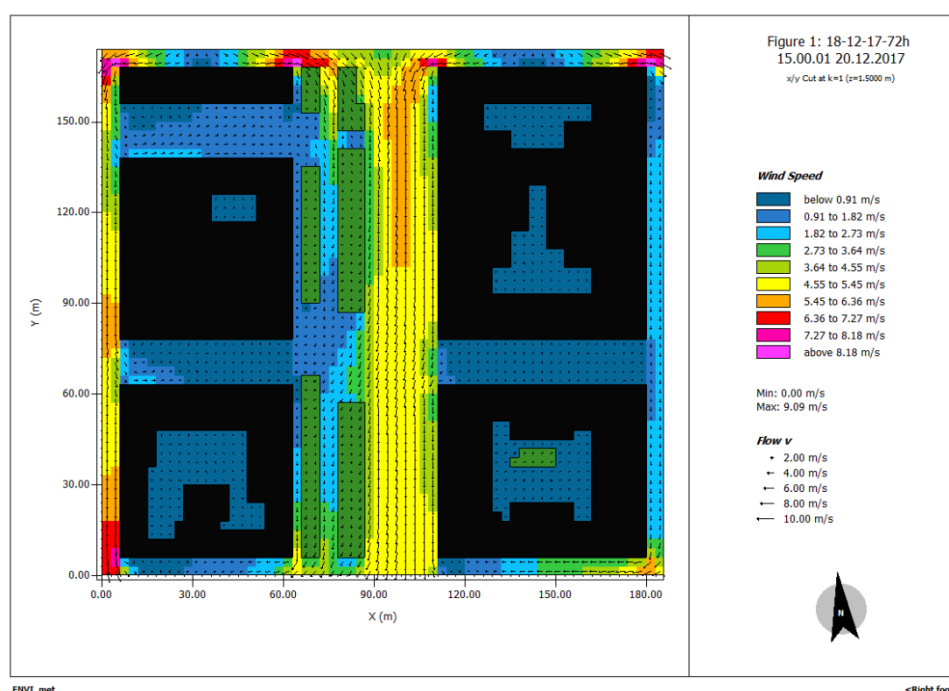 Figure 1: 18-12-17-72h
15.00.01 20.12.2017
x/y Cut at k=1 (z=1.5000 m)
Wind Speed
below 0.91 m/s
0.91 to 1.82 m/s
1.82 to 2.73 m/s
2.73 to 3.64 m/s
3.64 to 4.55 m/s
4.55 to 5.45 m/s
5.45 to 6.36 m/s
6.36 to 7.27 m/s
7.27 to 8.18 m/s
above 8.18 m/s
Min: 0.00 m/s
Max: 9.09 m/s
Flow v
2.00 m/s
4.00 m/s
6.00 m/s
8.00 m/s
10.00 m/s
N
150.00
120.00
90.00
60.00
30.00
0.00
Y (m)
0.00 30.00 60.00 90.00 120.00 150.00 180.00
X (m)
ENVI_met
<Right foo